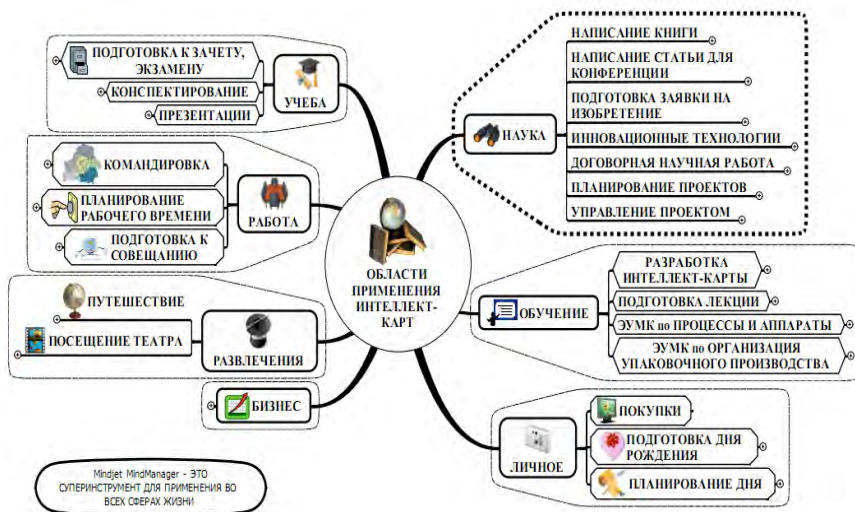 ОБЛАСТИ
ПРИМЕНЕНИЯ
ИНТЕЛЛЕКТ-
КАРТ
НАУКА
НАПИСАНИЕ КНИГИ
НАПИСАНИЕ СТАТЬИ ДЛЯ
КОНФЕРЕНЦИИ
ПОДГОТОВКА ЗАЯВКИ НА
ИЗОБРЕТЕНИЕ
ИННОВАЦИОННЫЕ ТЕХНОЛОГИИ
ДОГОВОРНАЯ НАУЧНАЯ РАБОТА
ПЛАНИРОВАНИЕ ПРОЕКТОВ
УПРАВЛЕНИЕ ПРОЕКТОМ
ОБУЧЕНИЕ
РАЗРАБОТКА
ИНТЕЛЛЕКТ-КАРТЫ
ПОДГОТОВКА ЛЕКЦИИ
ЭУМК по ПРОЦЕССЫ И АППАРАТЫ
ЭУМК по ОРГАНИЗАЦИЯ
УПАКОВОЧНОГО ПРОИЗВОДСТВА
ЛИЧНОЕ
ПОКУПКИ
ПОДГОТОВКА ДНЯ
РОЖДЕНИЯ
ПЛАНИРОВАНИЕ ДНЯ
УЧЕБА
ПОДГОТОВКА К ЗАЧЕТУ,
ЭКЗАМЕНУ
КОНСПЕКТИРОВАНИЕ
ПРЕЗЕНТАЦИИ
РАБОТА
КОМАНДИРОВКА
ПЛАНИРОВАНИЕ
РАБОЧЕГО ВРЕМЕНИ
ПОДГОТОВКА К
СОВЕЩАНИЮ
РАЗВЛЕЧЕНИЯ
ПУТЕШЕСТВИЕ
ПОСЕЩЕНИЕ ТЕАТРА
БИЗНЕС
Mindjet MindManager - ЭТО
СУПЕРИНСТРУМЕНТ ДЛЯ ПРИМЕНЕНИЯ ВО
ВСЕХ СФЕРАХ ЖИЗНИ